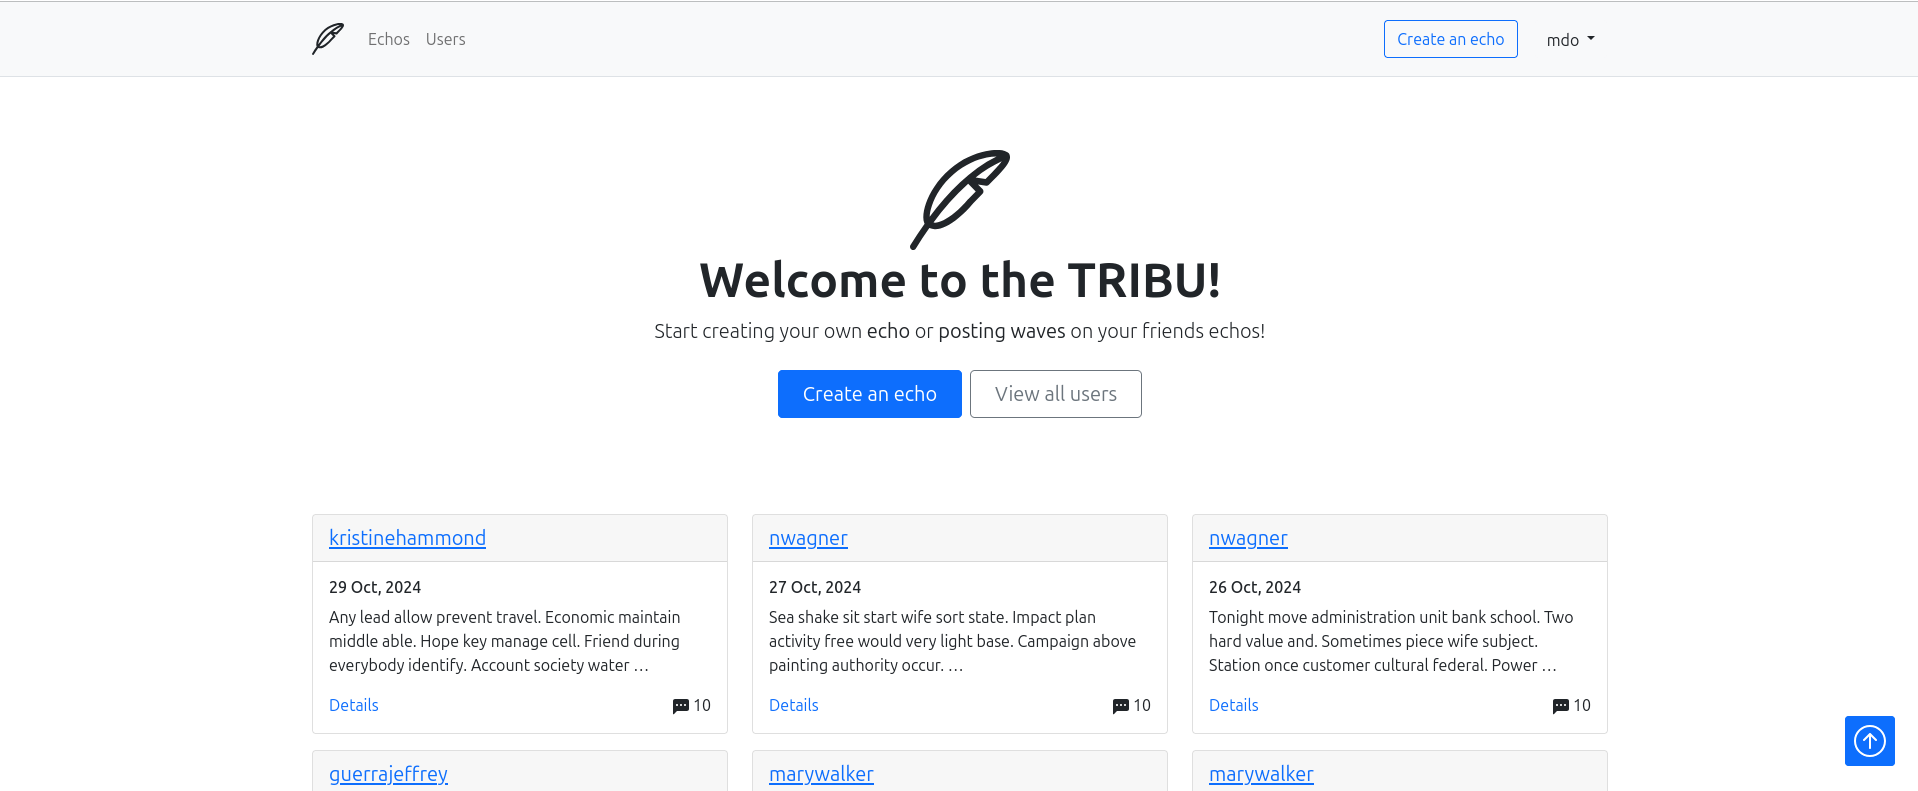 Echos Users Create an echo mdo
Welcome to the TRIBU!
Start creating your own echo or posting waves on your friends echos!
Create an echo View all users
kristinehammond
29 Oct, 2024
Any lead allow prevent travel. Economic maintain
middle able. Hope key manage cell. Friend during
everybody identify. Account society water …
Details 10
nwagner
27 Oct, 2024
Sea shake sit start wife sort state. Impact plan
activity free would very light base. Campaign above
painting authority occur. …
Details 10
nwagner
26 Oct, 2024
Tonight move administration unit bank school. Two
hard value and. Sometimes piece wife subject.
Station once customer cultural federal. Power …
Details 10
guerrajeffrey
marywalker
marywalker